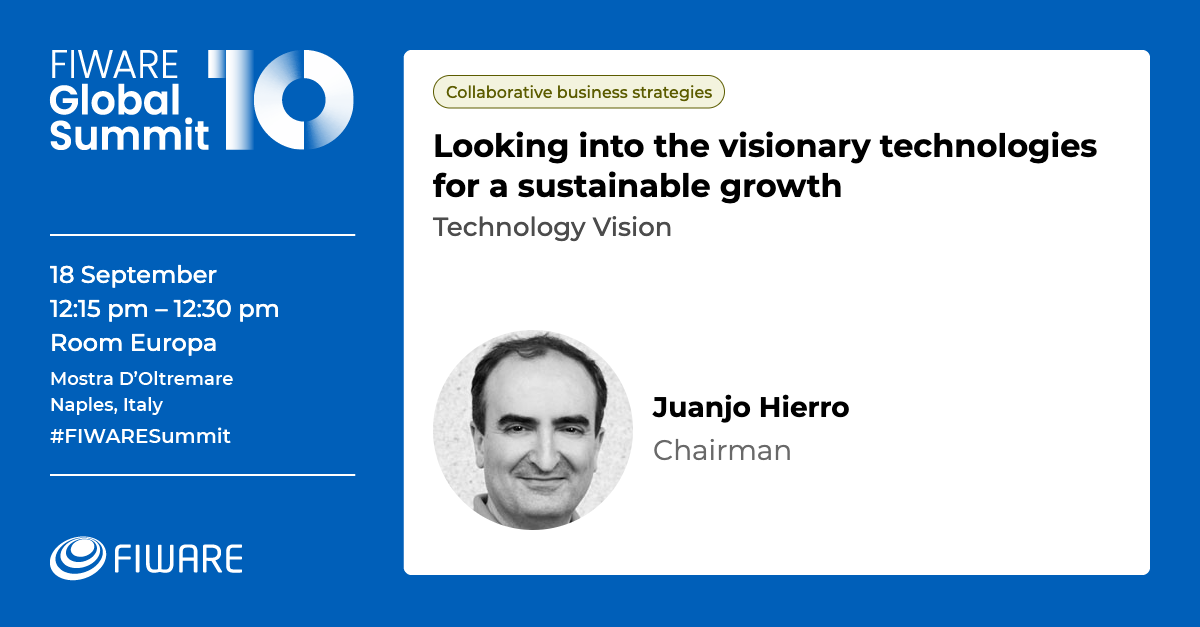 FIWARE
Global
Summit
10
18 September
12:15 pm – 12:30 pm
Room Europa
Mostra D’Oltremare
Naples, Italy
#FIWARESummit
FIWARE
Collaborative business strategies
Looking into the visionary technologies
for a sustainable growth
Technology Vision
Juanjo Hierro
Chairman